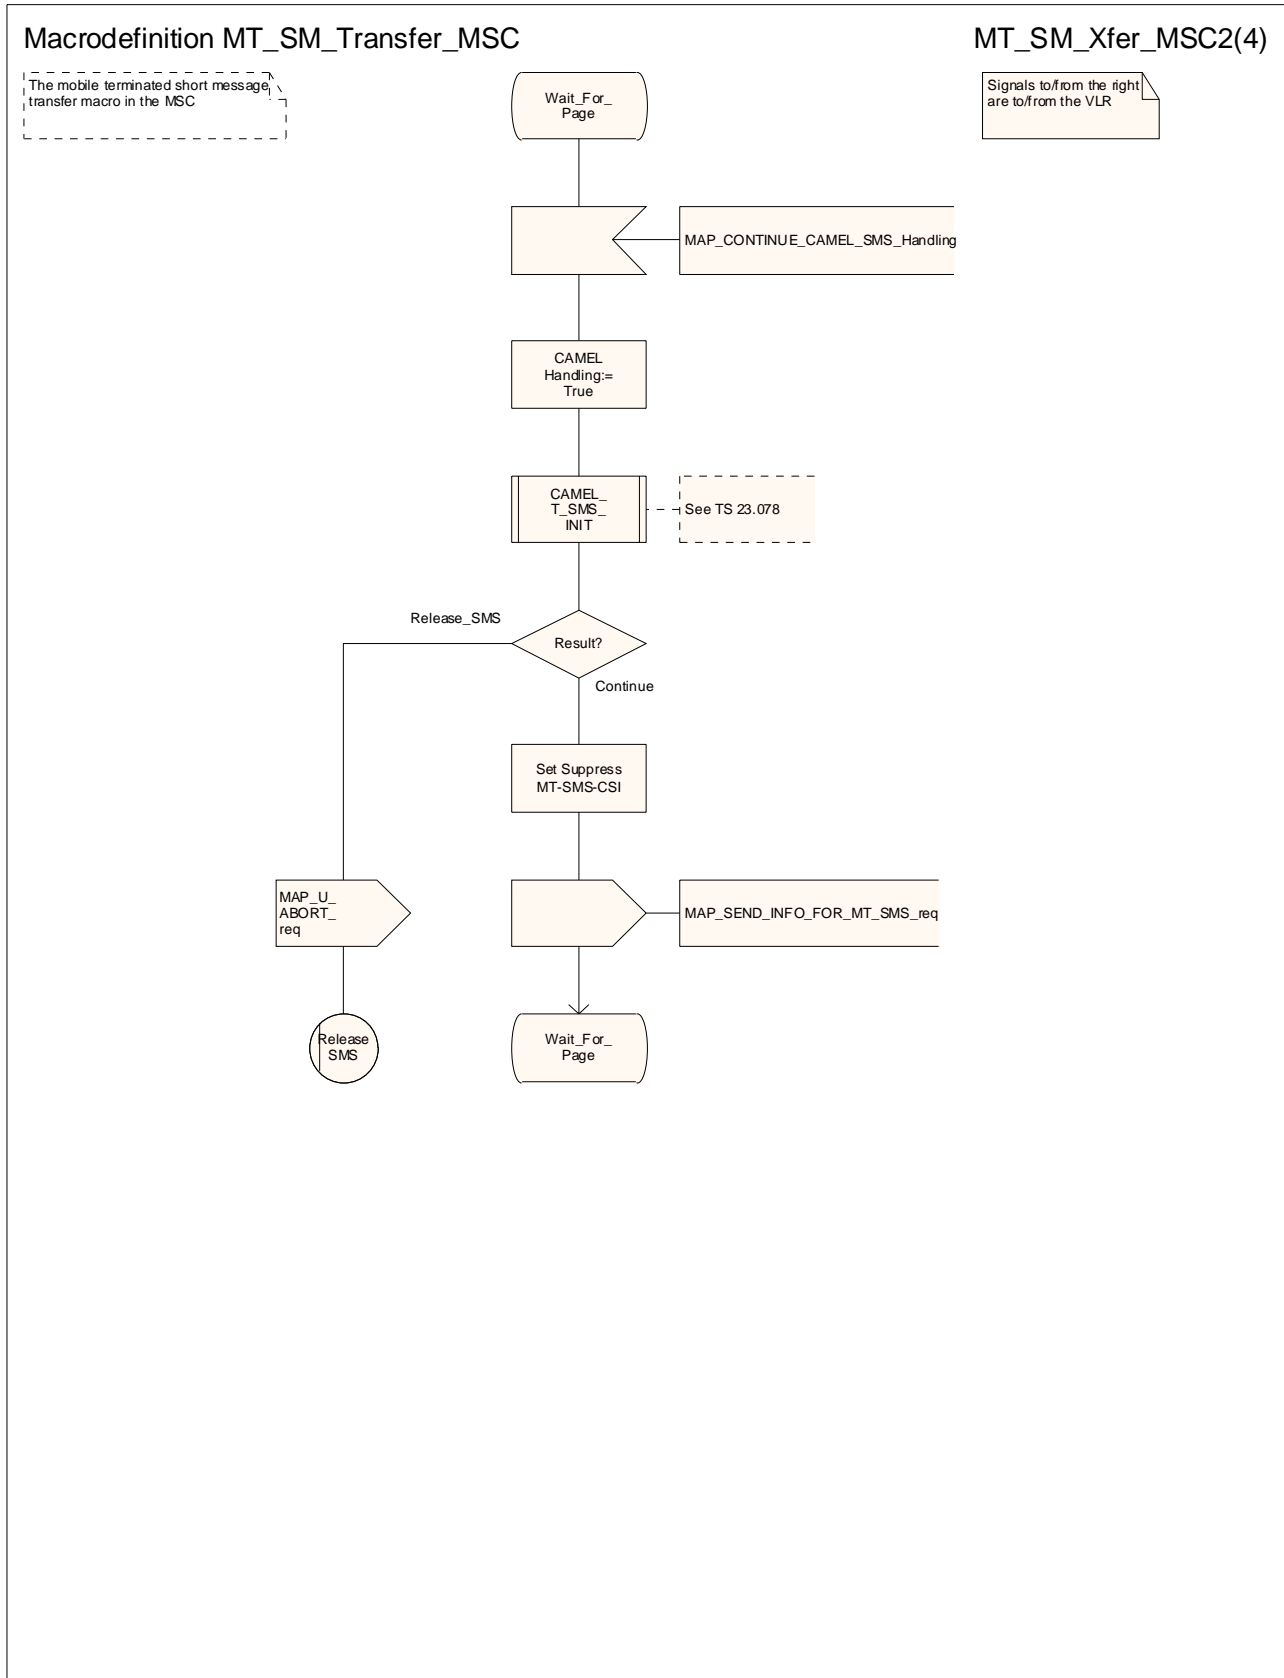 Macrodefinition MT_SM_Transfer_MSC
MT_SM_Xfer_MSC2(4)
The mobile terminated short message
transfer macro in the MSC
Wait_For_
Page
Signals to/from the right
are to/from the VLR
MAP_CONTINUE_CAMEL_SMS_Handling
CAMEL
Handling:=
True
CAMEL_
T_SMS_
INIT
See TS 23.078
Release_SMS
Result?
Continue
Set Suppress
MT-SMS-CSI
MAP_U_
ABORT_
req
MAP_SEND_INFO_FOR_MT_SMS_req
Release
SMS
Wait_For_
Page